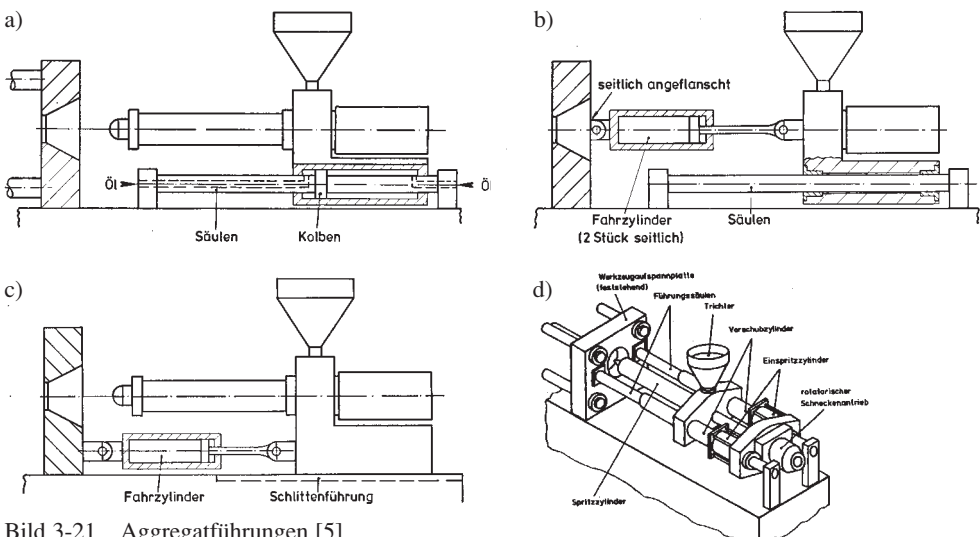 a)
Öl
Säulen
Kolben
Öl
b)
seitlich angeflanscht
Fahrzylinder
(2 Stück seitlich)
Säulen
c)
Fahrzylinder
Schlittenführung
d)
Werkzeugaufspannplatte
(feststehend)
Führungssäulen
Trichter
Vorschubzylinder
Einspritzzylinder
rotatorischer
Schneckenantrieb
Spritzzylinder
Bild 3-21 Aggregatführungen [5]